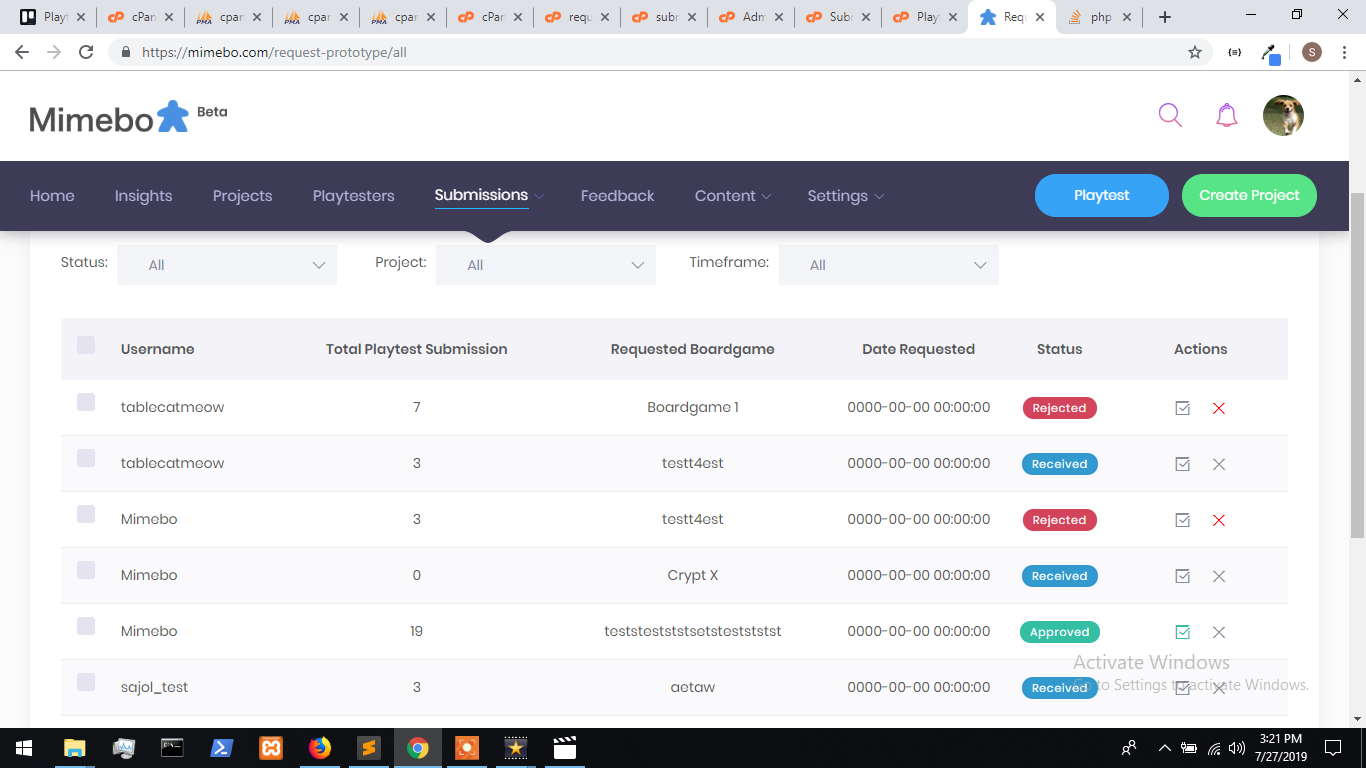 Playt cPan cpan cpan cpan cPan requ subr Adm Subr Play Requ php
https://mimebo.com/request-prototype/all
S
Mimebo Beta
Home Insights Projects Playtesters Submissions Feedback Content Settings Playtest Create Project
Status: All Project: All Timeframe: All
Username Total Playtest Submission Requested Boardgame Date Requested Status Actions
tablecatmeow 7 Boardgame 1 0000-00-00 00:00:00 Rejected
tablecatmeow 3 testt4est 0000-00-00 00:00:00 Received
Mimebo 3 testt4est 0000-00-00 00:00:00 Rejected
Mimebo 0 Crypt X 0000-00-00 00:00:00 Received
Mimebo 19 teststestststsetstestststst 0000-00-00 00:00:00 Approved
Activate Windows
sajol_test 3 aetaw 0000-00-00 00:00:00 Received
Go to Settings to activate Windows.
3:21 PM
7/27/2019